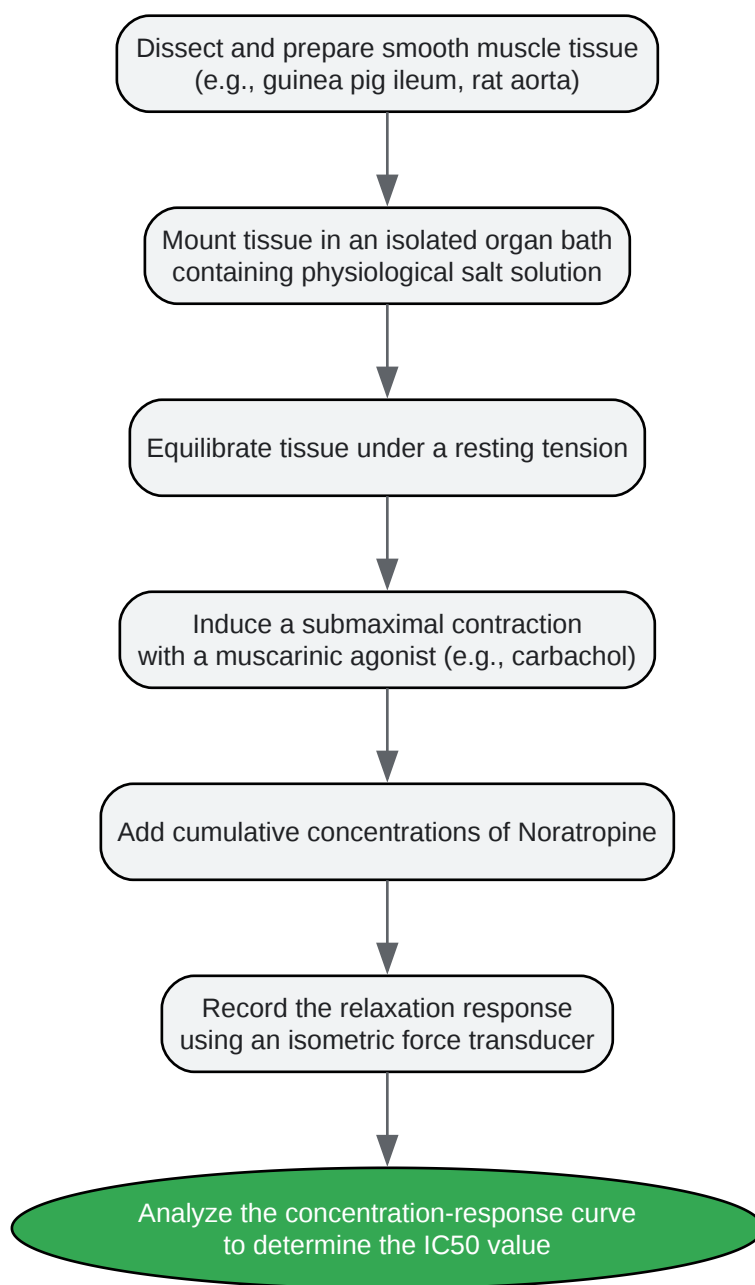 Dissect and prepare smooth muscle tissue
(e.g., guinea pig ileum, rat aorta)
Mount tissue in an isolated organ bath
containing physiological salt solution
Equilibrate tissue under a resting tension
Induce a submaximal contraction
with a muscarinic agonist (e.g., carbachol)
Add cumulative concentrations of Noratropine
Record the relaxation response
using an isometric force transducer
Analyze the concentration-response curve
to determine the IC50 value